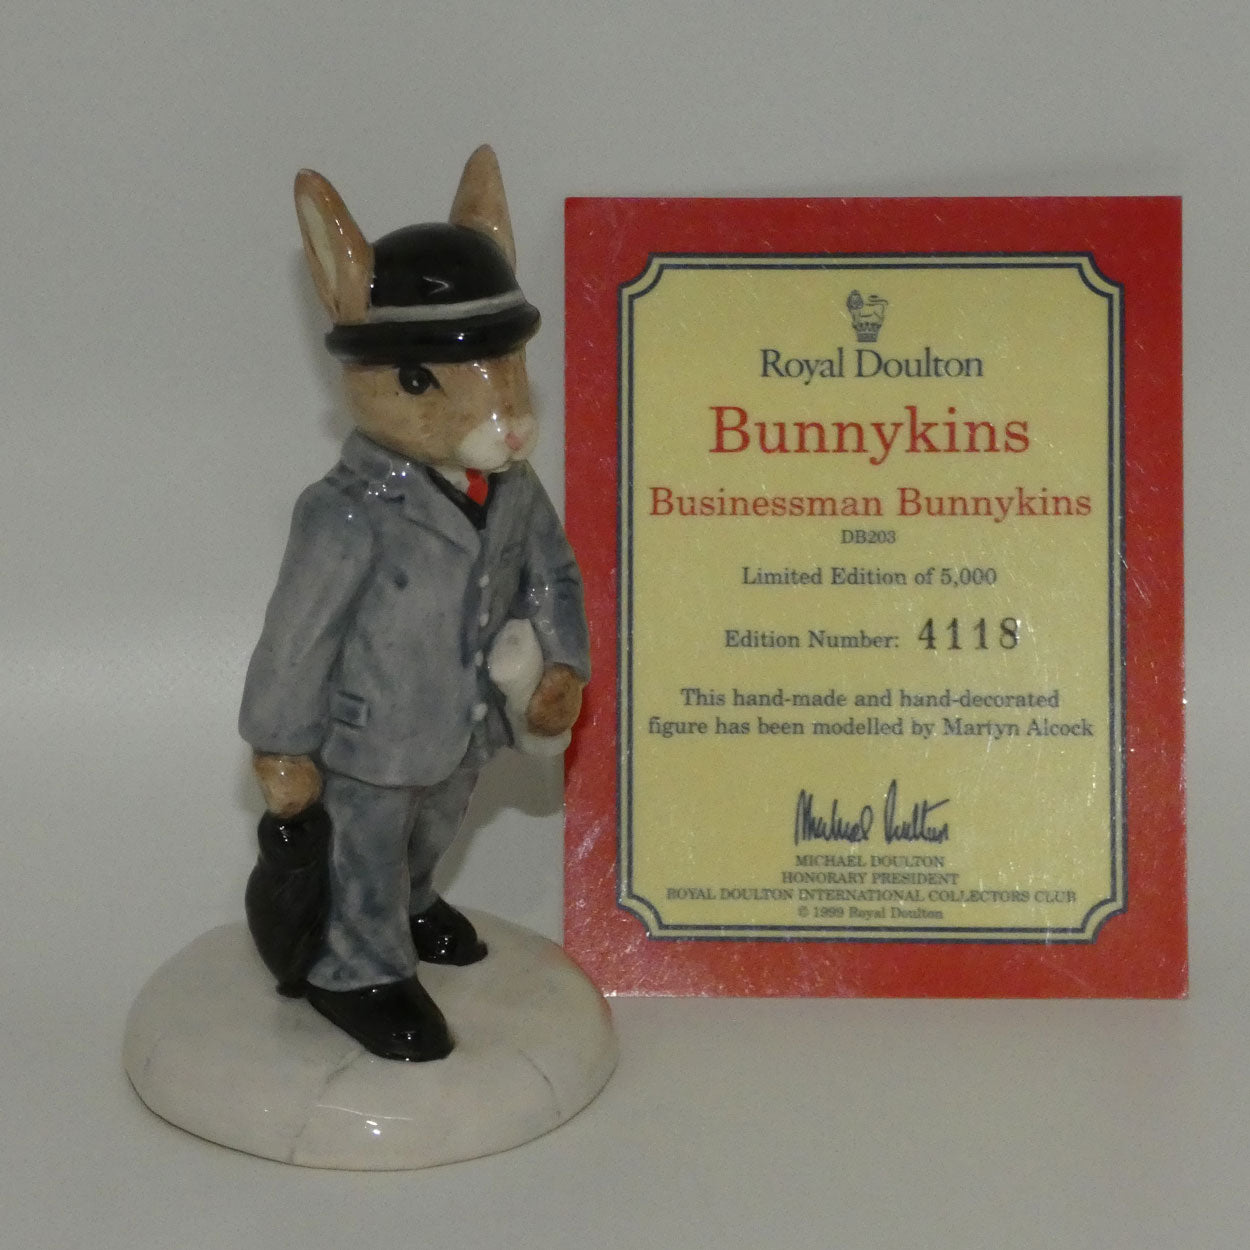 Royal Doulton
Bunnykins
Businessman Bunnykins
DB203
Limited Edition of 5,000
Edition Number: 4118
This hand-made and hand-decorated
figure has been modelled by Martyn Alcock
Michael Doulton
MICHAEL DOULTON
HONORARY PRESIDENT
ROYAL DOULTON INTERNATIONAL COLLECTORS CLUB
© 1999 Royal Doulton